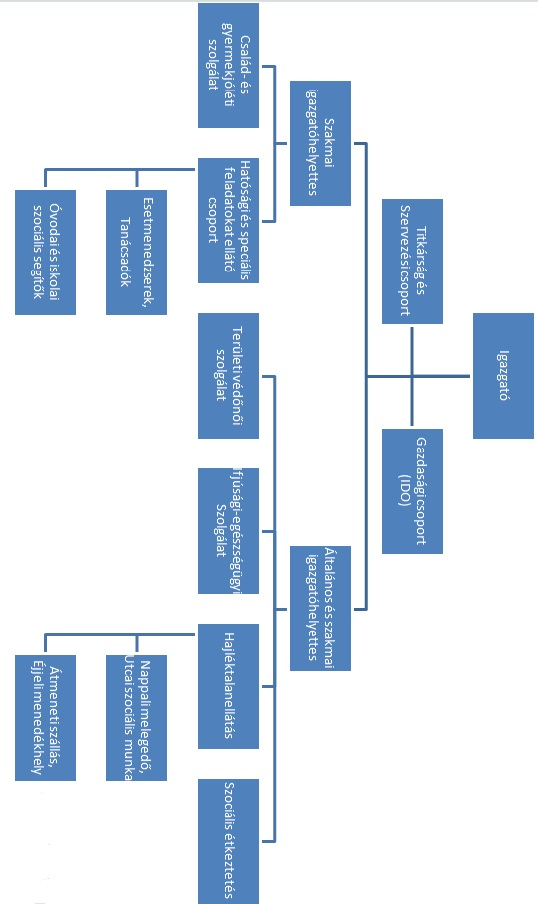 Igazgató
Titkárság és
Szervezési csoport
Gazdasági csoport
(IDO)
Szakmai
igazgatóhelyettes
Általános és szakmai
igazgatóhelyettes
Család- és
gyermekjóléti
szolgálat
Hatósági és speciális
feladatokat ellátó
csoport
Területi védőnői
szolgálat
Ifjúsági-egészségügyi
Szolgálat
Hajléktalanellátás
Szociális étkeztetés
Esetmenedzserek,
Tanácsadók
Óvodai és iskolai
szociális segítők
Nappali melegedő,
Utcai szociális munka
Átmeneti szállás,
Éjjeli menedékhely